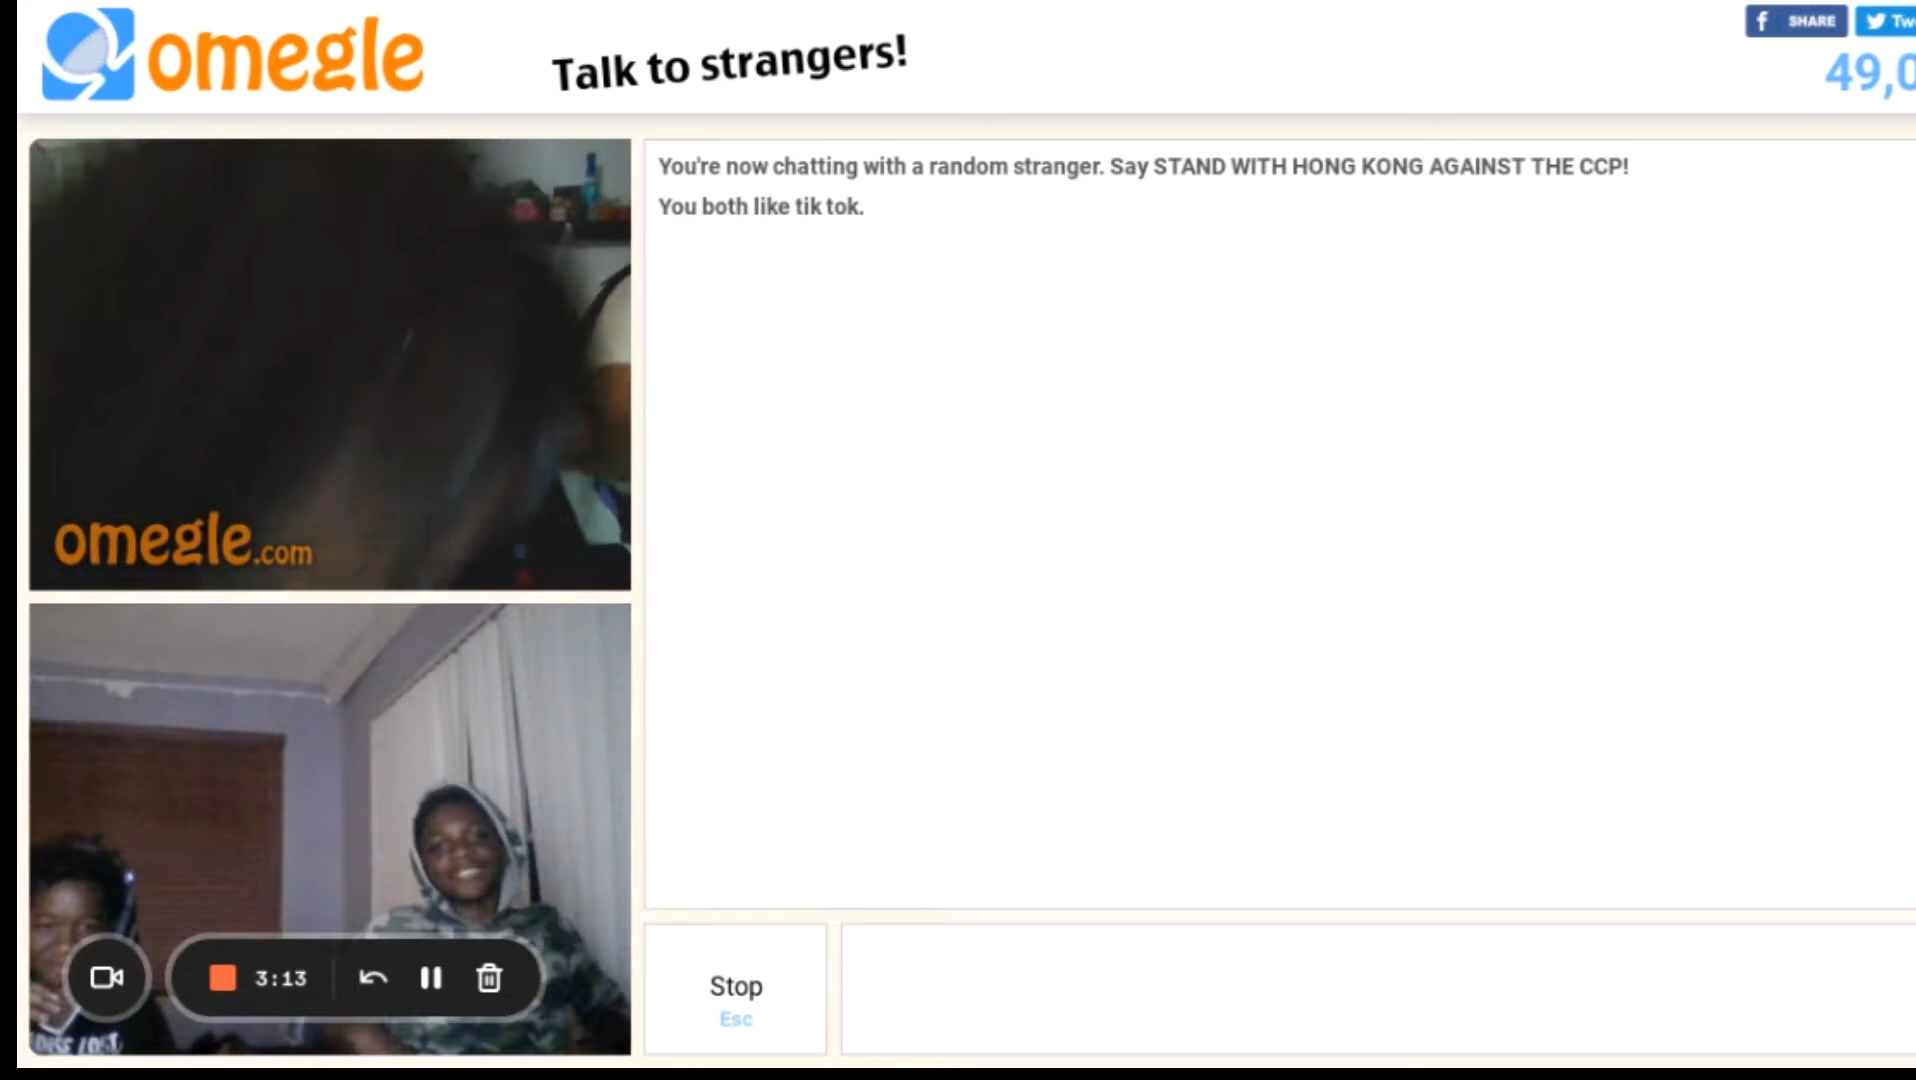 omegle
Talk to strangers!
f SHARE
Tw
49,0
You're now chatting with a random stranger. Say STAND WITH HONG KONG AGAINST THE CCP!
You both like tik tok.
omegle.com
3:13
Stop
Esc